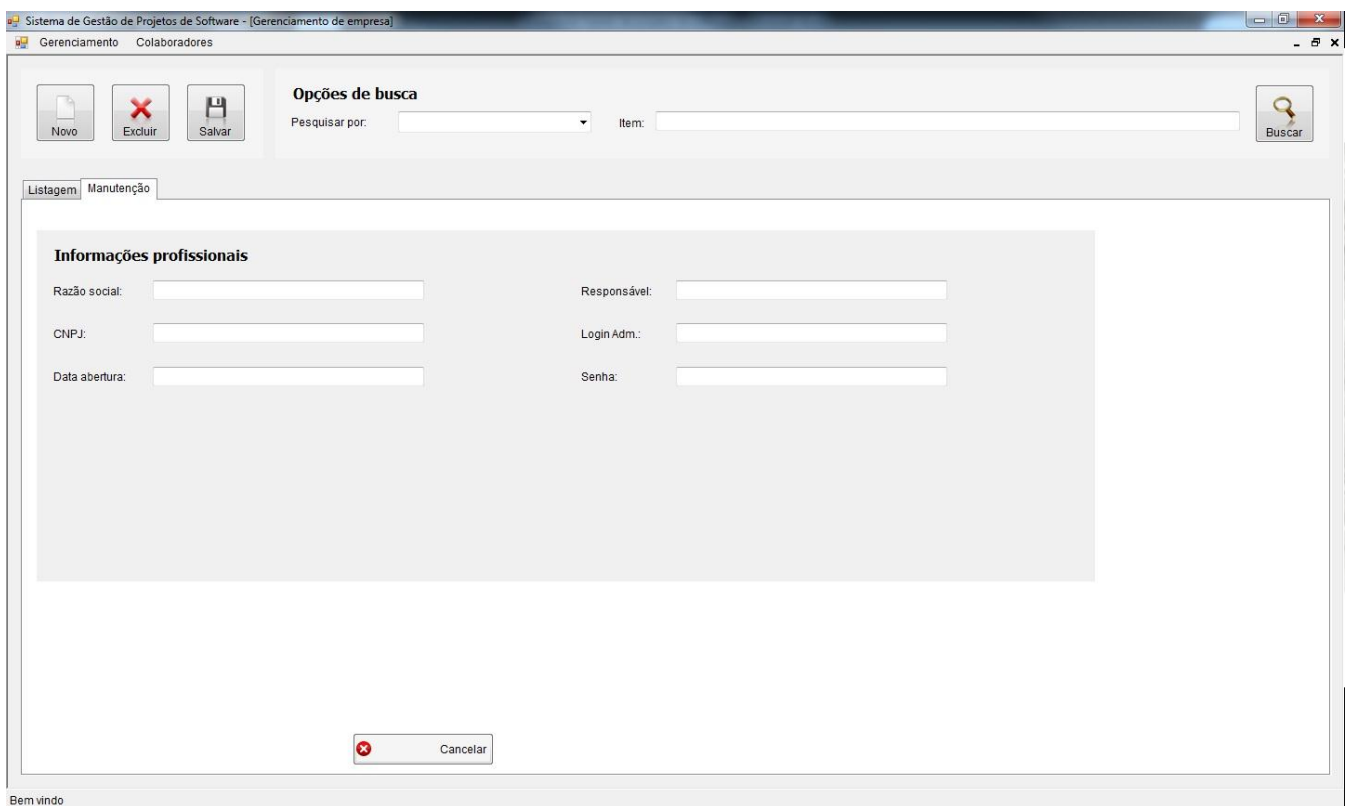 Sistema de Gestão de Projetos de Software - [Gerenciamento de empresa]
Gerenciamento Colaboradores
Novo Excluir Salvar
Opções de busca
Pesquisar por: Item:
Buscar
Listagem Manutenção
Informações profissionais
Razão social: Responsável:
CNPJ: Login Adm.:
Data abertura: Senha:
Cancelar
Bem vindo